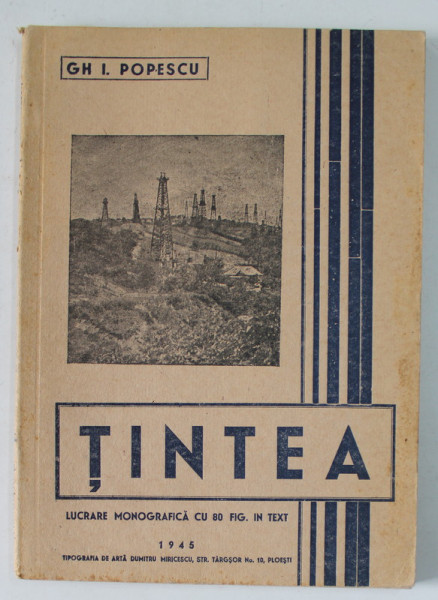 GH I. POPESCU
ȚINTEA
LUCRARE MONOGRAFICĂ CU 80 FIG. IN TEXT
1945
TIPOGRAFIA DE ARTĂ DUMITRU MIRICESCU, STR. TÂRGȘOR No. 10, PLOEȘTI